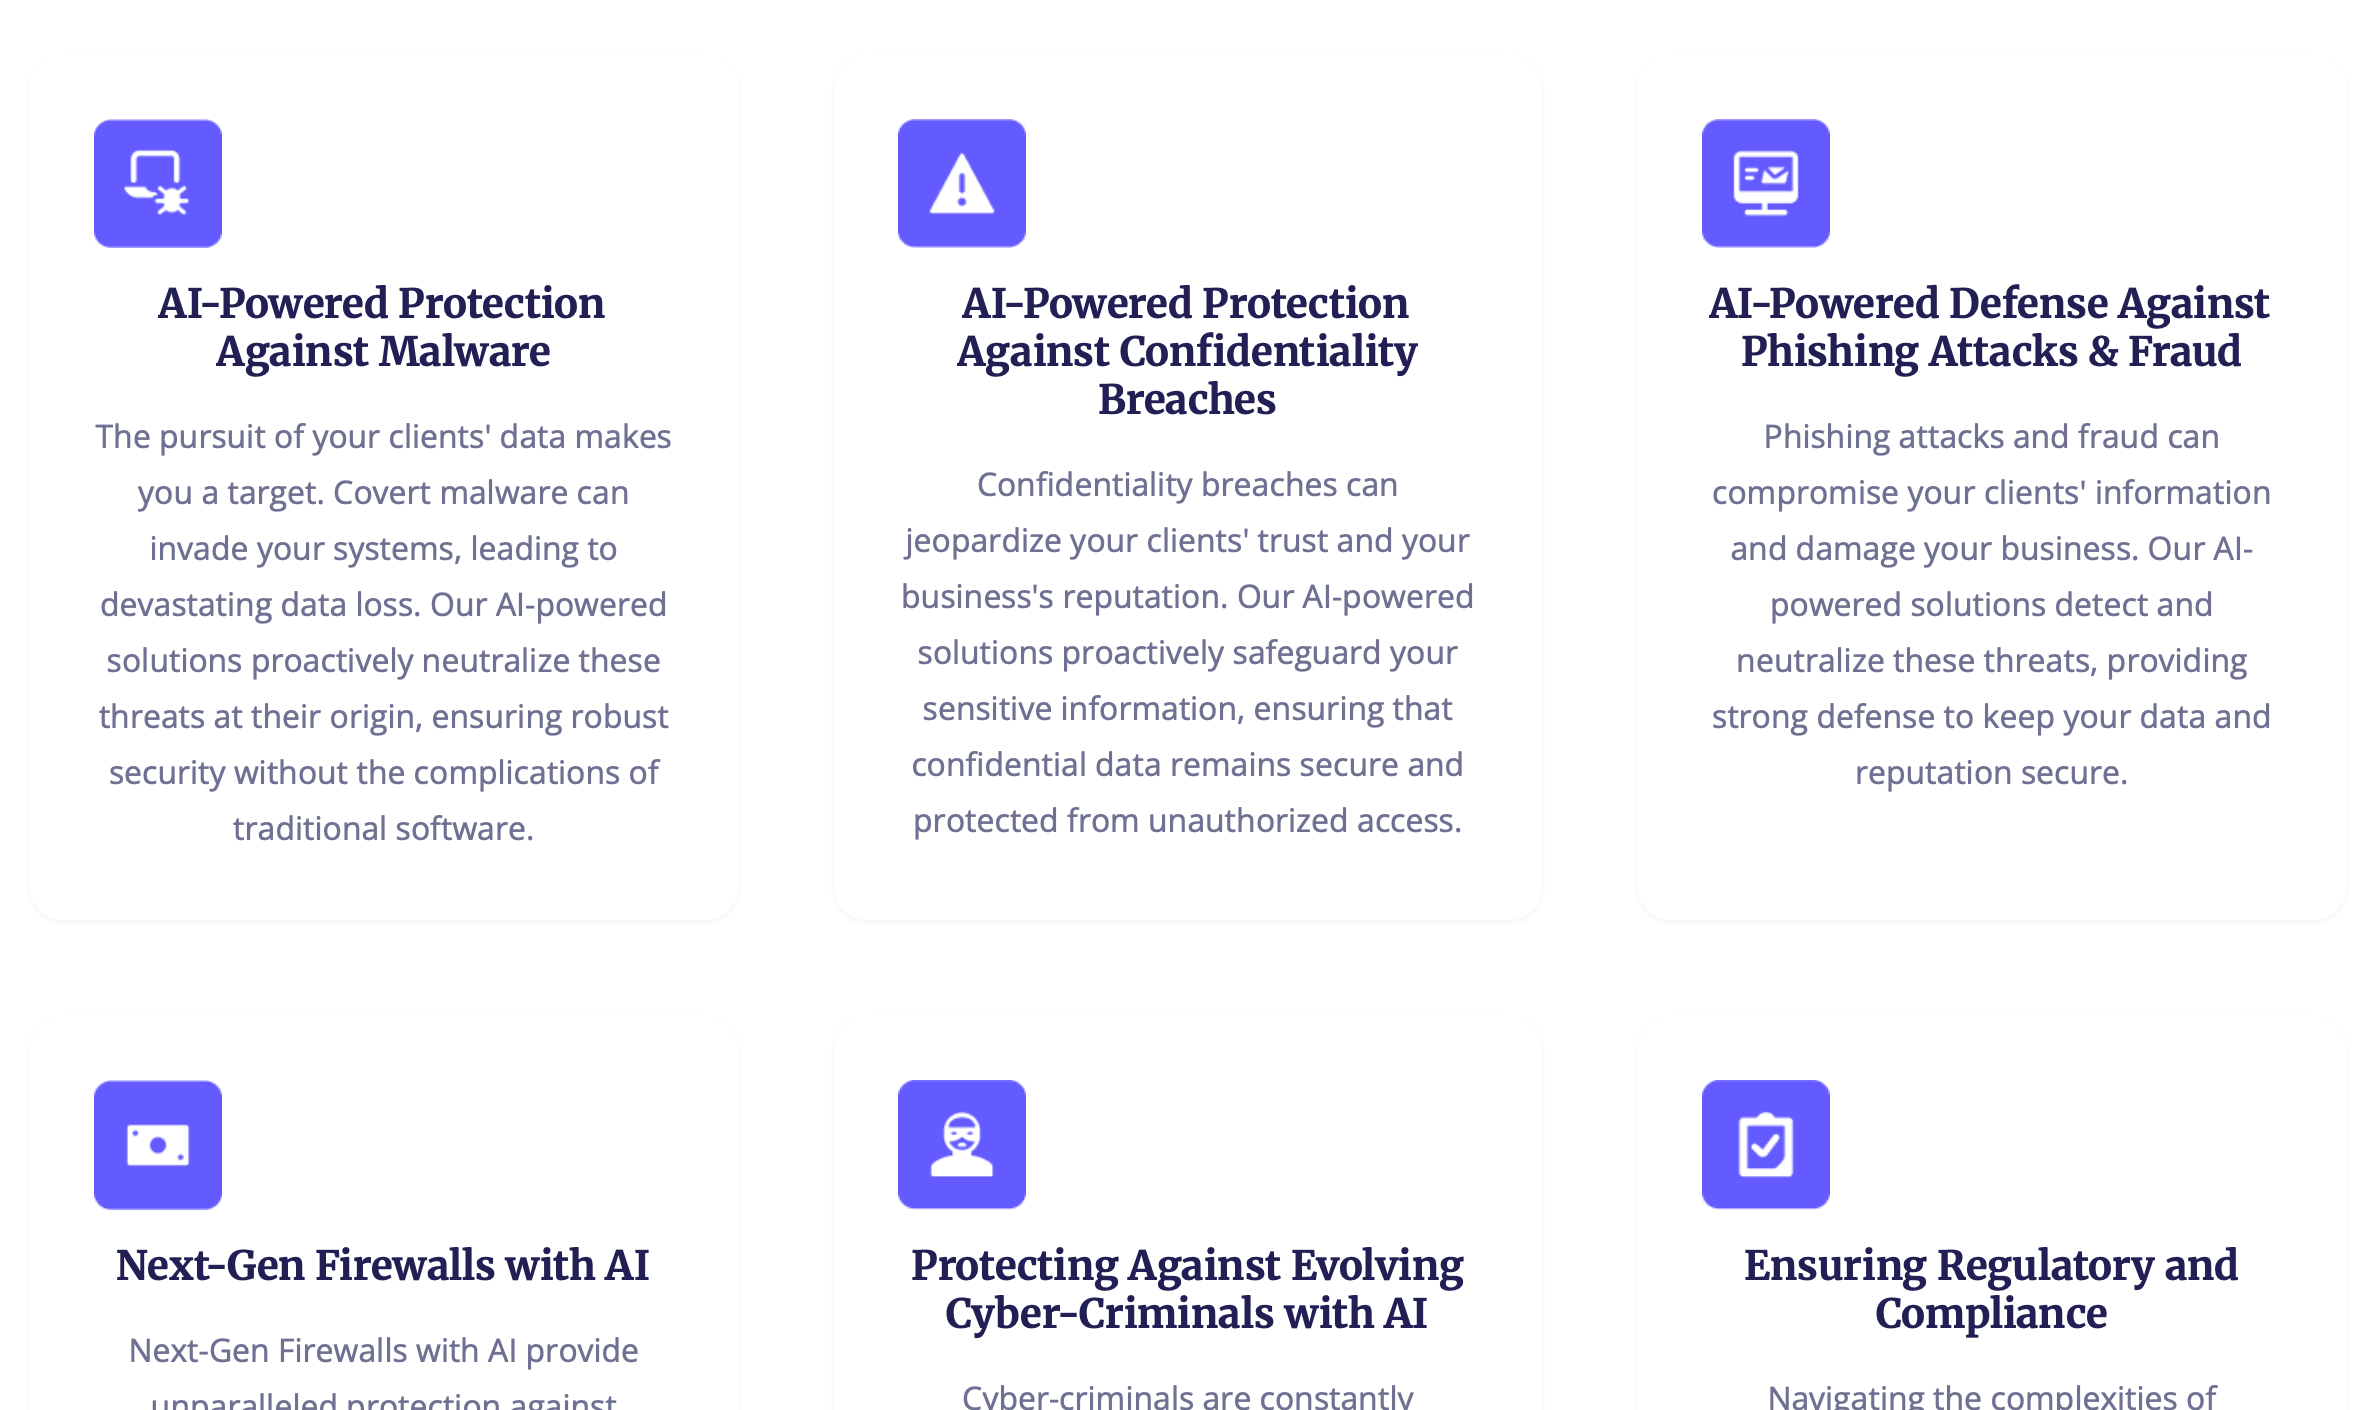 AI-Powered Protection
Against Malware
The pursuit of your clients' data makes
you a target. Covert malware can
invade your systems, leading to
devastating data loss. Our AI-powered
solutions proactively neutralize these
threats at their origin, ensuring robust
security without the complications of
traditional software.
AI-Powered Protection
Against Confidentiality
Breaches
Confidentiality breaches can
jeopardize your clients' trust and your
business's reputation. Our AI-powered
solutions proactively safeguard your
sensitive information, ensuring that
confidential data remains secure and
protected from unauthorized access.
AI-Powered Defense Against
Phishing Attacks & Fraud
Phishing attacks and fraud can
compromise your clients' information
and damage your business. Our AI-
powered solutions detect and
neutralize these threats, providing
strong defense to keep your data and
reputation secure.
Next-Gen Firewalls with AI
Next-Gen Firewalls with AI provide
unparalleled protection against
Protecting Against Evolving
Cyber-Criminals with AI
Cyber-criminals are constantly
Ensuring Regulatory and
Compliance
Navigating the complexities of